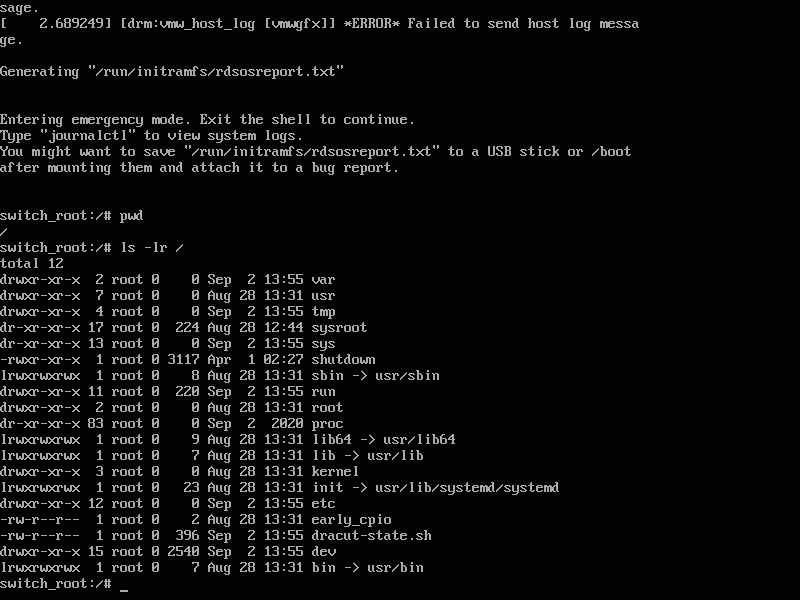 sage.
[    2.689249] [drm:vmw_host_log [vmwgfx]] *ERROR* Failed to send host log messa
ge.
Generating "/run/initramfs/rdsosreport.txt"
Entering emergency mode. Exit the shell to continue.
Type "journalctl" to view system logs.
You might want to save "/run/initramfs/rdsosreport.txt" to a USB stick or /boot
after mounting them and attach it to a bug report.
switch_root:/# pwd
/
switch_root:/# ls -lr /
total 12
drwxr-xr-x  2 root 0    0 Sep  2 13:55 var
drwxr-xr-x  7 root 0    0 Aug 28 13:31 usr
drwxr-xr-x  4 root 0    0 Sep  2 13:55 tmp
dr-xr-xr-x 17 root 0  224 Aug 28 12:44 sysroot
dr-xr-xr-x 13 root 0    0 Sep  2 13:55 sys
-rwxr-xr-x  1 root 0 3117 Apr  1 02:27 shutdown
lrwxrwxrwx  1 root 0    8 Aug 28 13:31 sbin -> usr/sbin
drwxr-xr-x 11 root 0  220 Sep  2 13:55 run
drwxr-xr-x  2 root 0    0 Aug 28 13:31 root
dr-xr-xr-x 83 root 0    0 Sep  2  2020 proc
lrwxrwxrwx  1 root 0    9 Aug 28 13:31 lib64 -> usr/lib64
lrwxrwxrwx  1 root 0    7 Aug 28 13:31 lib -> usr/lib
drwxr-xr-x  3 root 0    0 Aug 28 13:31 kernel
lrwxrwxrwx  1 root 0   23 Aug 28 13:31 init -> usr/lib/systemd/systemd
drwxr-xr-x 12 root 0    0 Sep  2 13:55 etc
-rw-r--r--  1 root 0    2 Aug 28 13:31 early_cpio
-rw-r--r--  1 root 0  396 Sep  2 13:55 dracut-state.sh
drwxr-xr-x 15 root 0 2540 Sep  2 13:55 dev
lrwxrwxrwx  1 root 0    7 Aug 28 13:31 bin -> usr/bin
switch_root:/# _